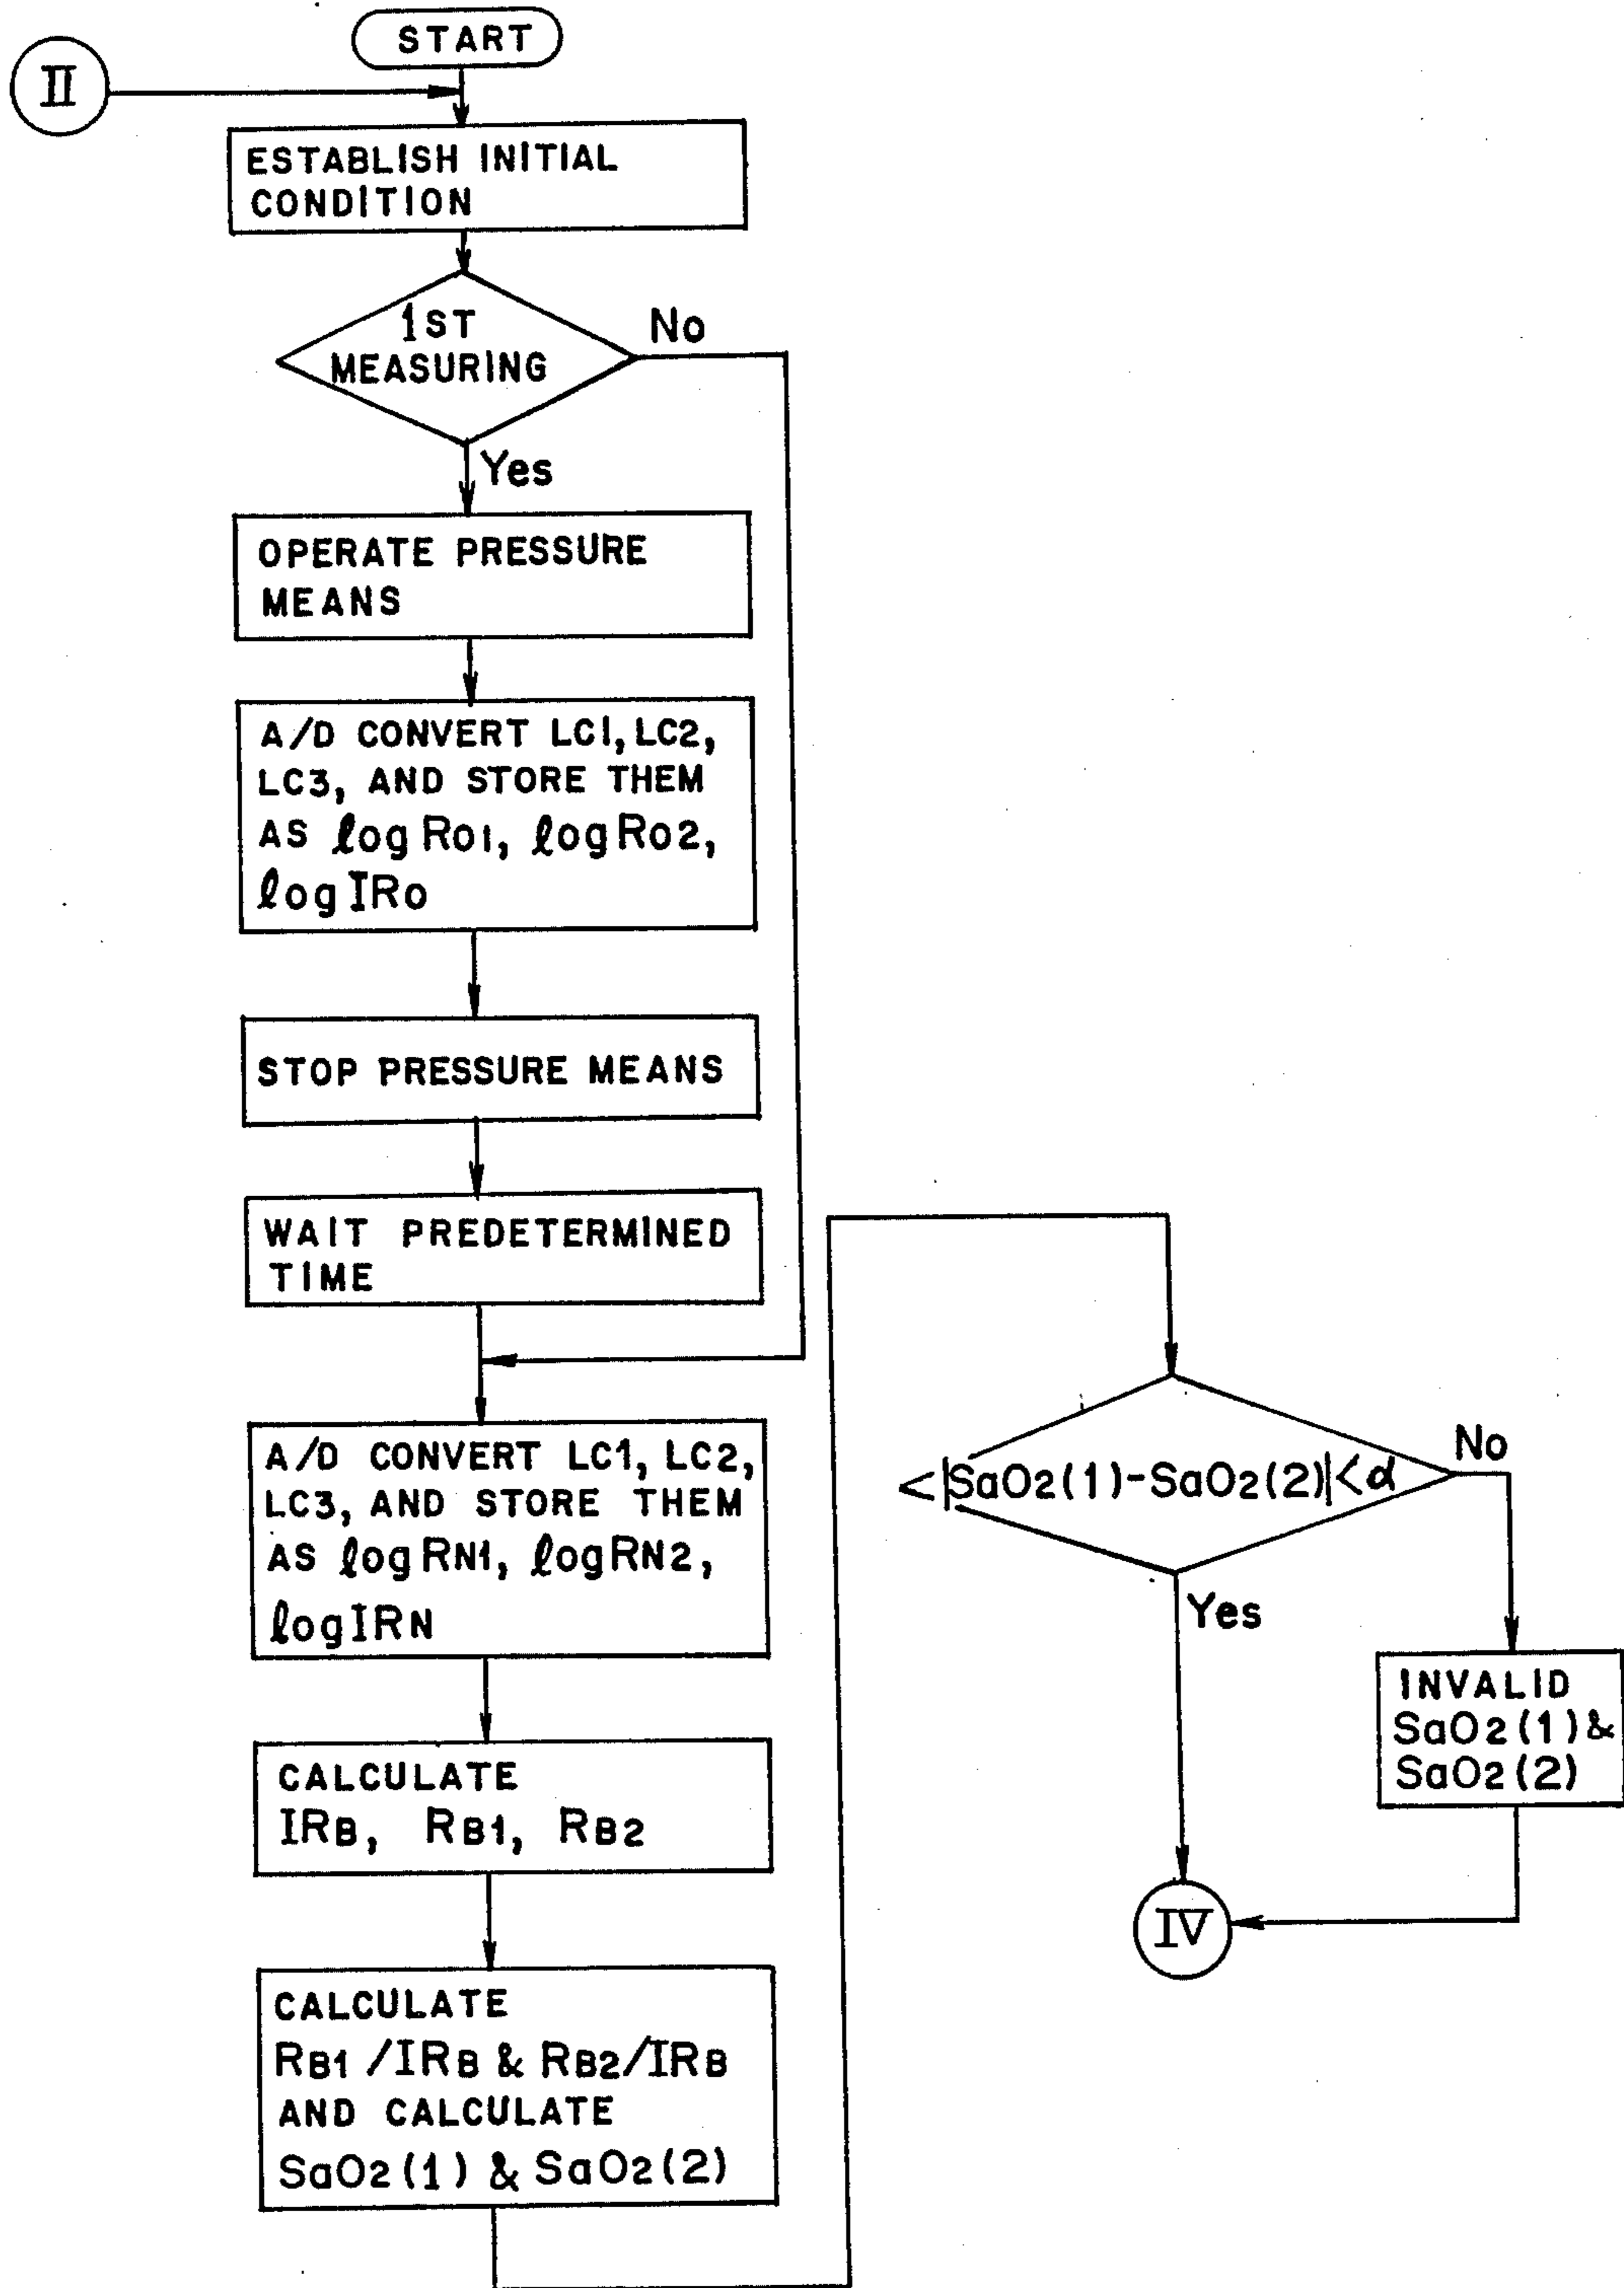 START
II
ESTABLISH INITIAL
CONDITION
1ST
MEASURING
No
Yes
OPERATE PRESSURE
MEANS
A/D CONVERT LC1, LC2,
LC3, AND STORE THEM
AS log Ro1, log Ro2,
log IRo
STOP PRESSURE MEANS
WAIT PREDETERMINED
TIME
A/D CONVERT LC1, LC2,
LC3, AND STORE THEM
AS log RN1, log RN2,
log IRN
CALCULATE
IRB, RB1, RB2
CALCULATE
RB1 /IRB & RB2/IRB
AND CALCULATE
SaO2(1) & SaO2(2)
<|SaO2(1)-SaO2(2)|<α
No
Yes
INVALID
SaO2(1)&
SaO2(2)
IV